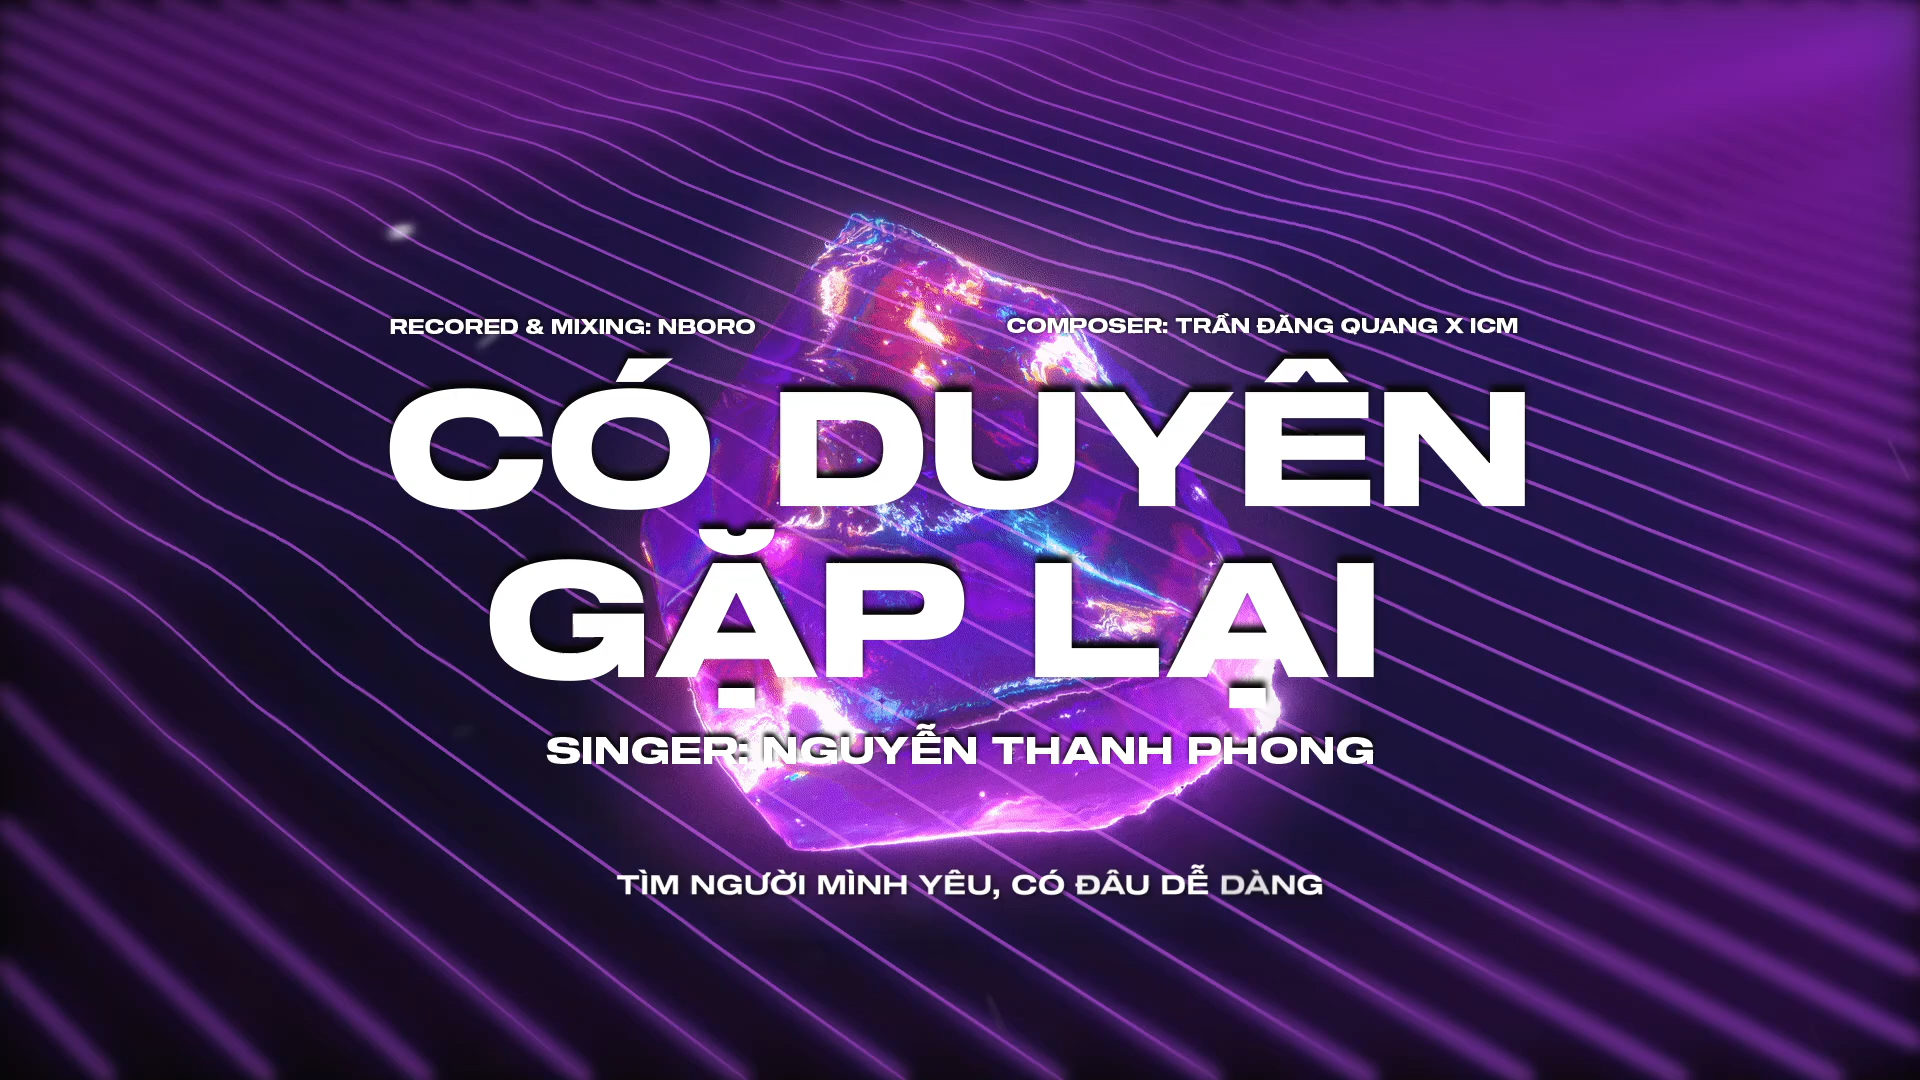 RECORED & MIXING: NBORO
COMPOSER: TRẦN ĐĂNG QUANG X ICM
CÓ DUYÊN
GẶP LẠI
SINGER: NGUYỄN THANH PHONG
TÌM NGƯỜI MÌNH YÊU, CÓ ĐÂU DỄ DÀNG